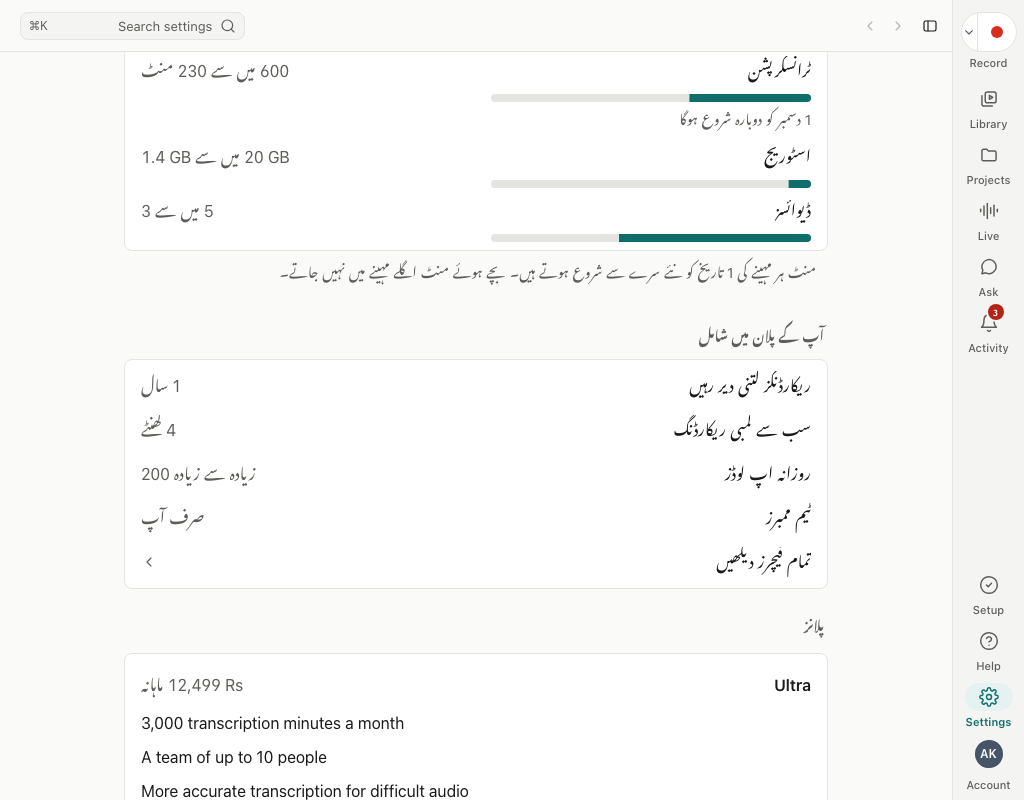 Search settings
⌘K
Record
Library
Projects
Live
Ask
3
Activity
Setup
Help
Settings
AK
Account
ٹرانسکرپشن
600 میں سے 230 منٹ
1 دسمبر کو دوبارہ شروع ہوگا
اسٹوریج
20 GB میں سے 1.4 GB
ڈیوائسز
5 میں سے 3
منٹ ہر مہینے کی 1 تاریخ کو نئے سرے سے شروع ہوتے ہیں۔ بچے ہوئے منٹ اگلے مہینے میں نہیں جاتے۔
آپ کے پلان میں شامل
ریکارڈنگز کتنی دیر رہیں
1 سال
سب سے لمبی ریکارڈنگ
4 گھنٹے
روزانہ اپ لوڈز
زیادہ سے زیادہ 200
ٹیم ممبرز
صرف آپ
تمام فیچرز دیکھیں
پلانز
Ultra
12,499 Rs ماہانہ
3,000 transcription minutes a month
A team of up to 10 people
More accurate transcription for difficult audio